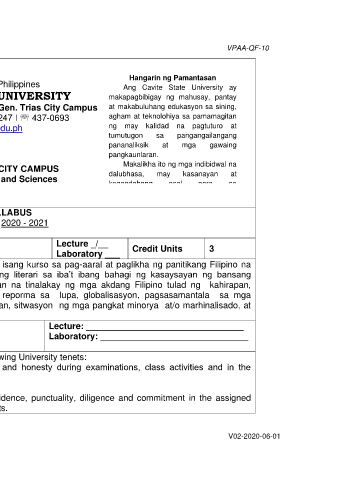 VPAA-QF-10
Philippines
UNIVERSITY
Gen. Trias City Campus
247 I ☏ 437-0693
du.ph
CITY CAMPUS
and Sciences
Hangarin ng Pamantasan
Ang Cavite State University ay
makapagbibigay ng mahusay, pantay
at makabuluhang edukasyon sa sining,
agham at teknolohiya sa pamamagitan
ng may kalidad na pagtuturo at
tumutugon sa pangangailangang
pananaliksik at mga gawaing
pangkaunlaran.
Makalikha ito ng mga indibidwal na
dalubhasa, may kasanayan at
LLABUS
2020 - 2021
Lecture _/__
Laboratory ___
Credit Units
3
isang kurso sa pag-aaral at paglikha ng panitikang Filipino na
ng literari sa iba't ibang bahagi ng kasaysayan ng bansang
an na tinalakay ng mga akdang Filipino tulad ng kahirapan,
reporma sa lupa, globalisasyon, pagsasamantala sa mga
an, sitwasyon ng mga pangkat minorya at/o marhinalisado, at
Lecture: ________________________________
Laboratory: ______________________________
wing University tenets:
and honesty during examinations, class activities and in the
idence, punctuality, diligence and commitment in the assigned
ts.
V02-2020-06-01